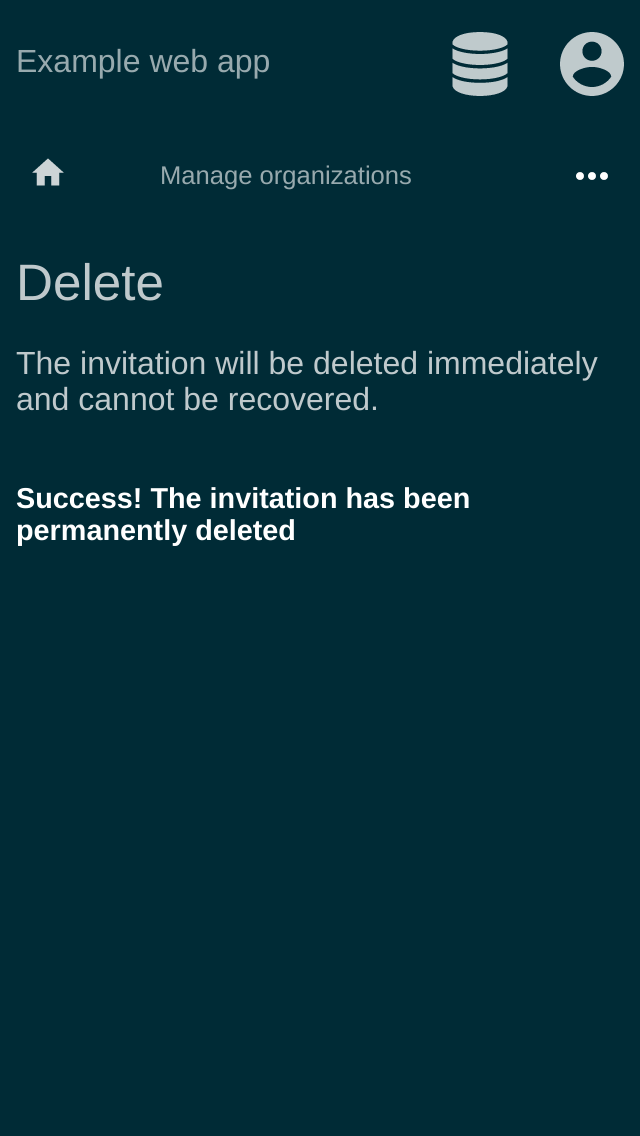 Example web app
Manage organizations
Delete
The invitation will be deleted immediately
and cannot be recovered.
Success! The invitation has been
permanently deleted